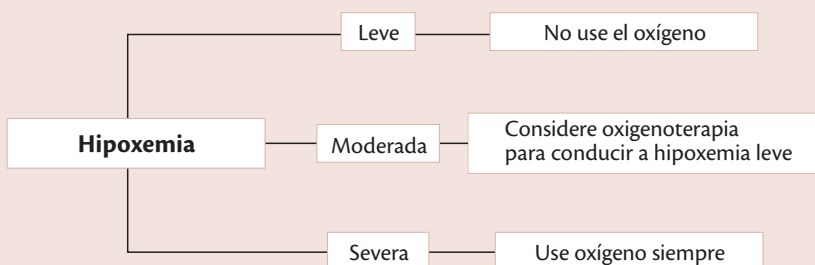 Leve
No use el oxígeno
Hipoxemia
Moderada
Considere oxigenoterapia
para conducir a hipoxemia leve
Severa
Use oxígeno siempre